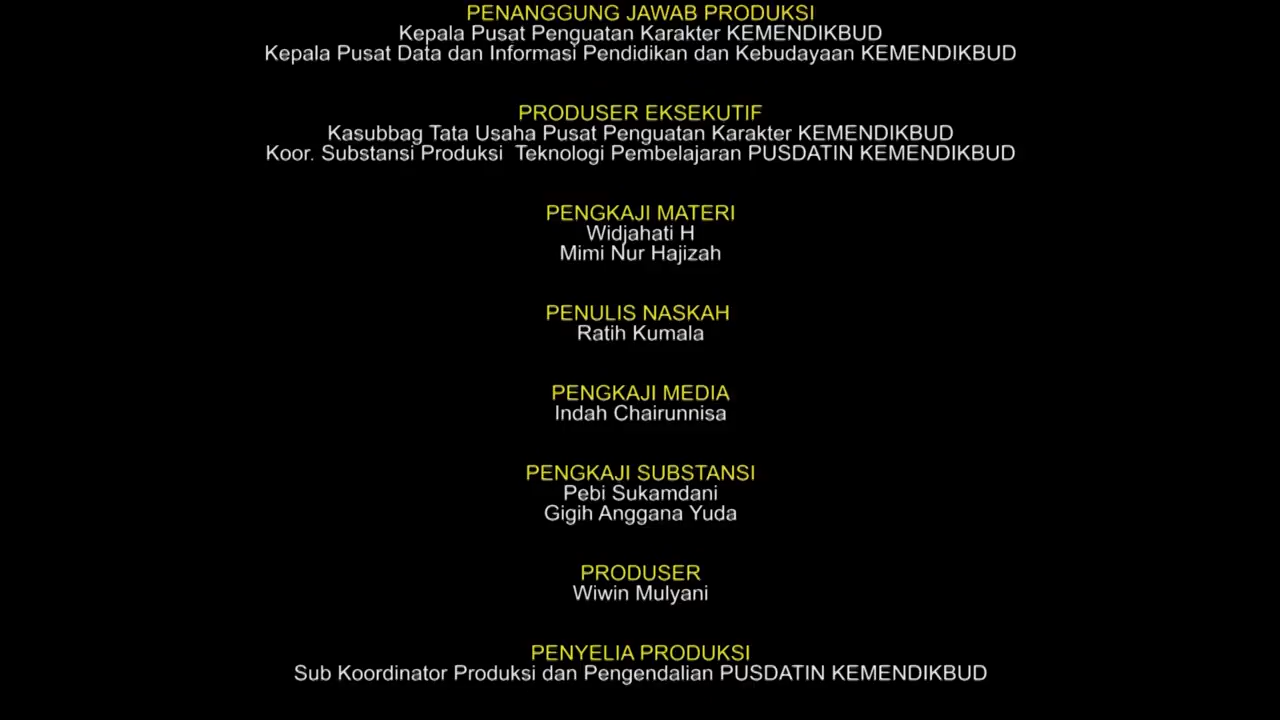 PENANGGUNG JAWAB PRODUKSI
Kepala Pusat Penguatan Karakter KEMENDIKBUD
Kepala Pusat Data dan Informasi Pendidikan dan Kebudayaan KEMENDIKBUD
PRODUSER EKSEKUTIF
Kasubbag Tata Usaha Pusat Penguatan Karakter KEMENDIKBUD
Koor. Substansi Produksi  Teknologi Pembelajaran PUSDATIN KEMENDIKBUD
PENGKAJI MATERI
Widjahati H
Mimi Nur Hajizah
PENULIS NASKAH
Ratih Kumala
PENGKAJI MEDIA
Indah Chairunnisa
PENGKAJI SUBSTANSI
Pebi Sukamdani
Gigih Anggana Yuda
PRODUSER
Wiwin Mulyani
PENYELIA PRODUKSI
Sub Koordinator Produksi dan Pengendalian PUSDATIN KEMENDIKBUD